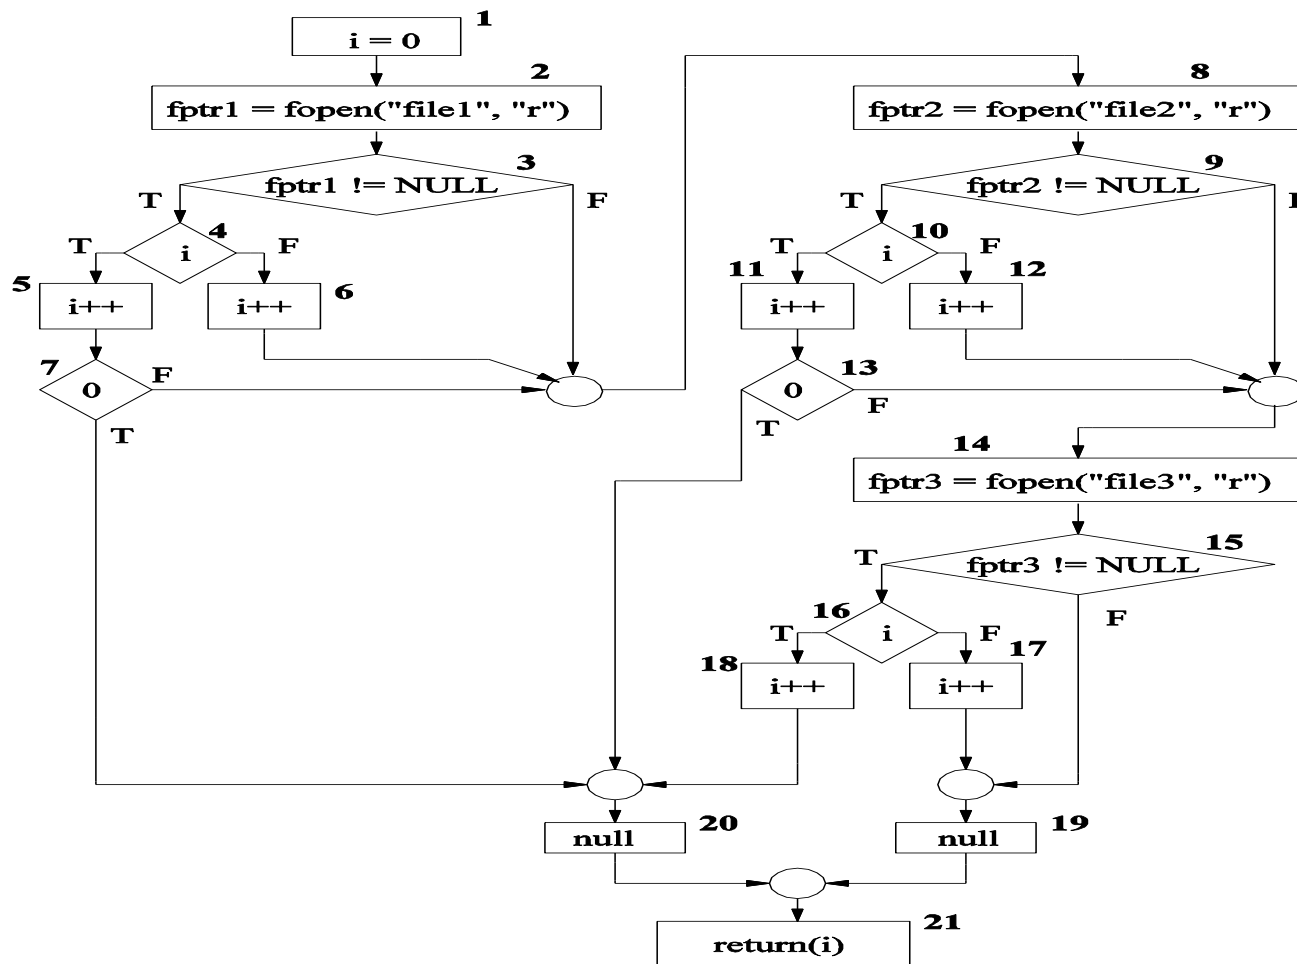 1
i = 0
2
fptr1 = fopen("file1", "r")
3
fptr1 != NULL
T
F
4
i
T
F
5
i++
6
i++
7
0
F
T
8
fptr2 = fopen("file2", "r")
9
fptr2 != NULL
T
10
i
T
F
11
i++
12
i++
13
0
F
T
14
fptr3 = fopen("file3", "r")
15
fptr3 != NULL
T
F
16
i
T
F
18
i++
17
i++
20
null
19
null
21
return(i)